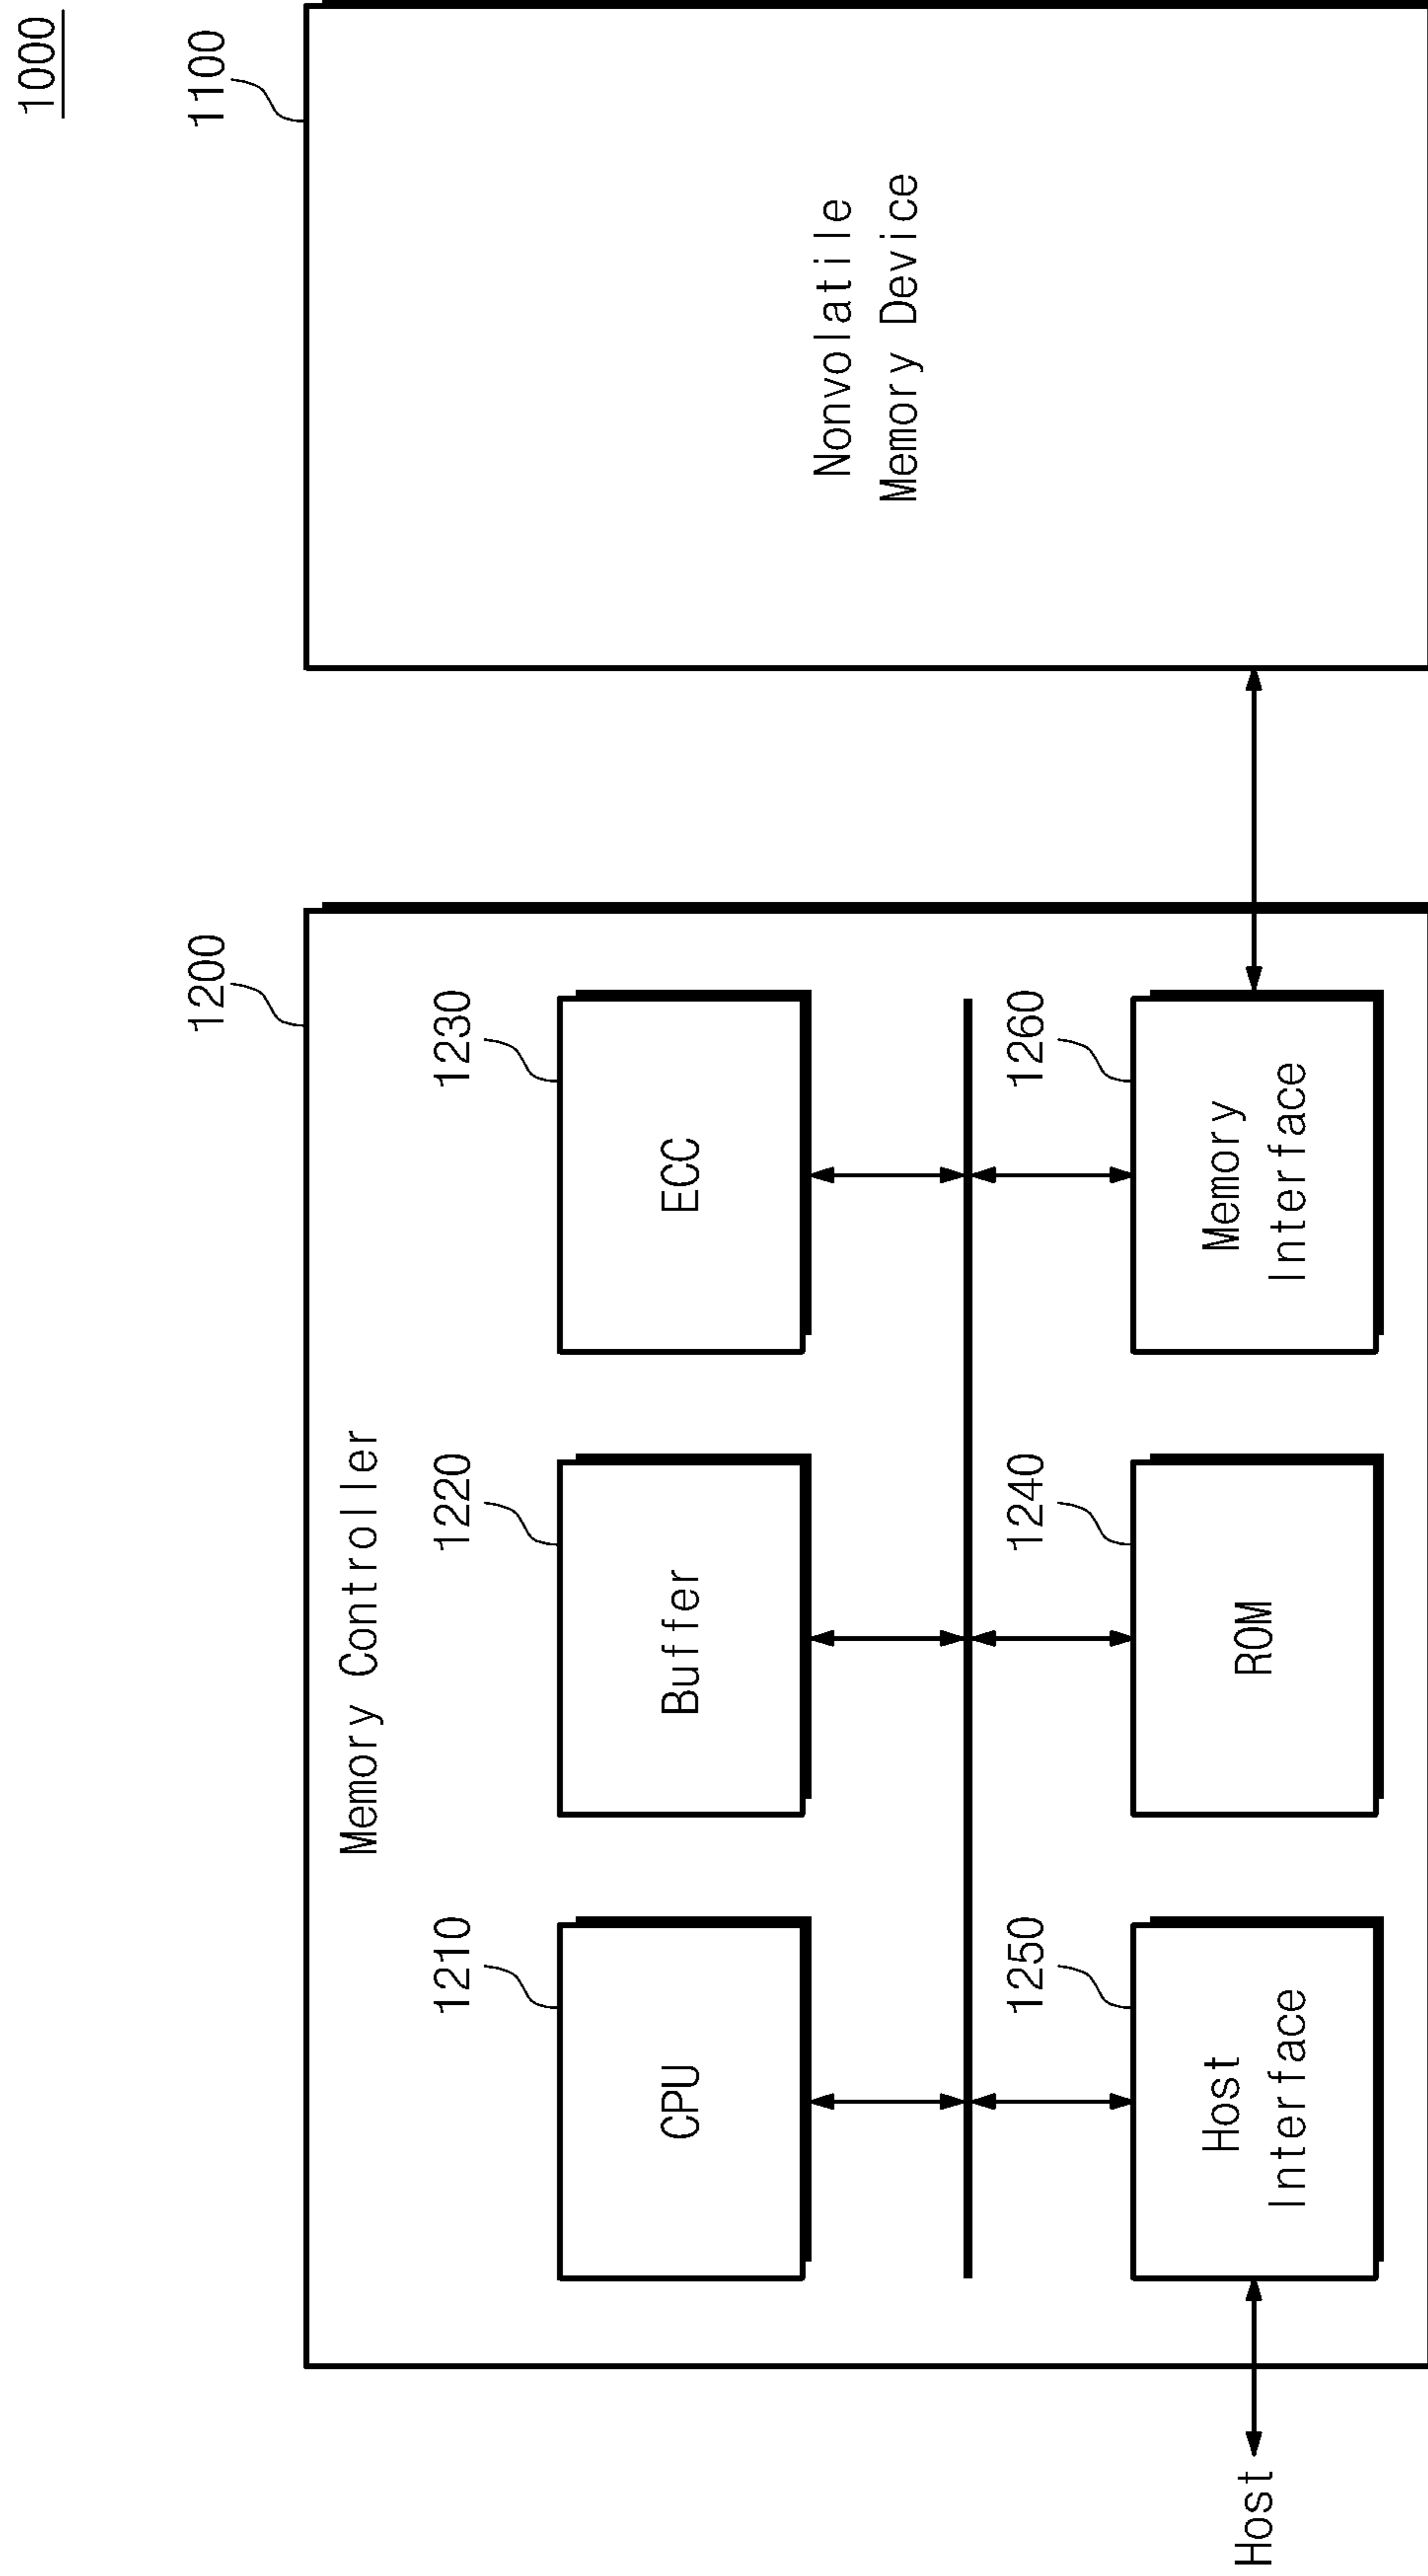 1000
1200
1100
Memory Controller
1210
1220
1230
CPU
Buffer
ECC
Nonvolatile
Memory Device
1250
1240
1260
Host
Interface
ROM
Memory
Interface
Host